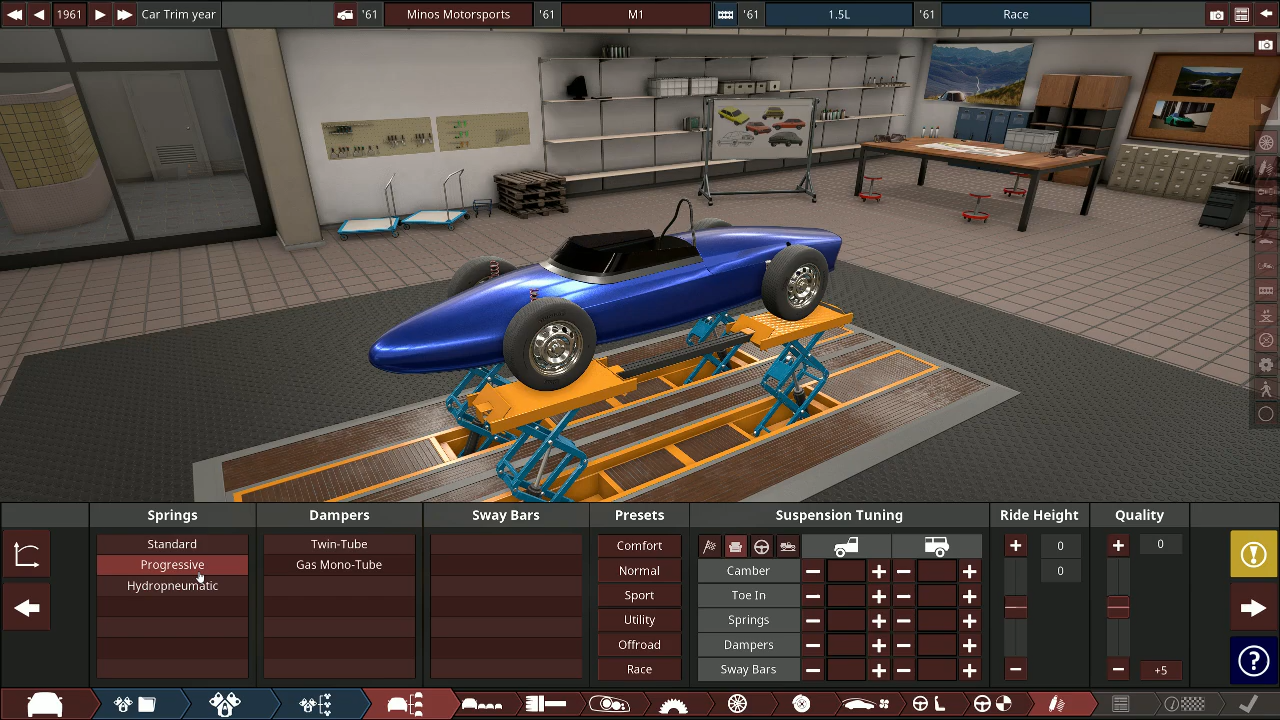 1961 Car Trim year '61 Minos Motorsports '61 M1 '61 1.5L '61 Race
Springs Dampers Sway Bars Presets Suspension Tuning Ride Height Quality
Standard Twin-Tube Comfort 0 0
Progressive Gas Mono-Tube Normal Camber 0
Hydropneumatic
Sport Toe In
Utility Springs
Offroad Dampers
Race Sway Bars +5